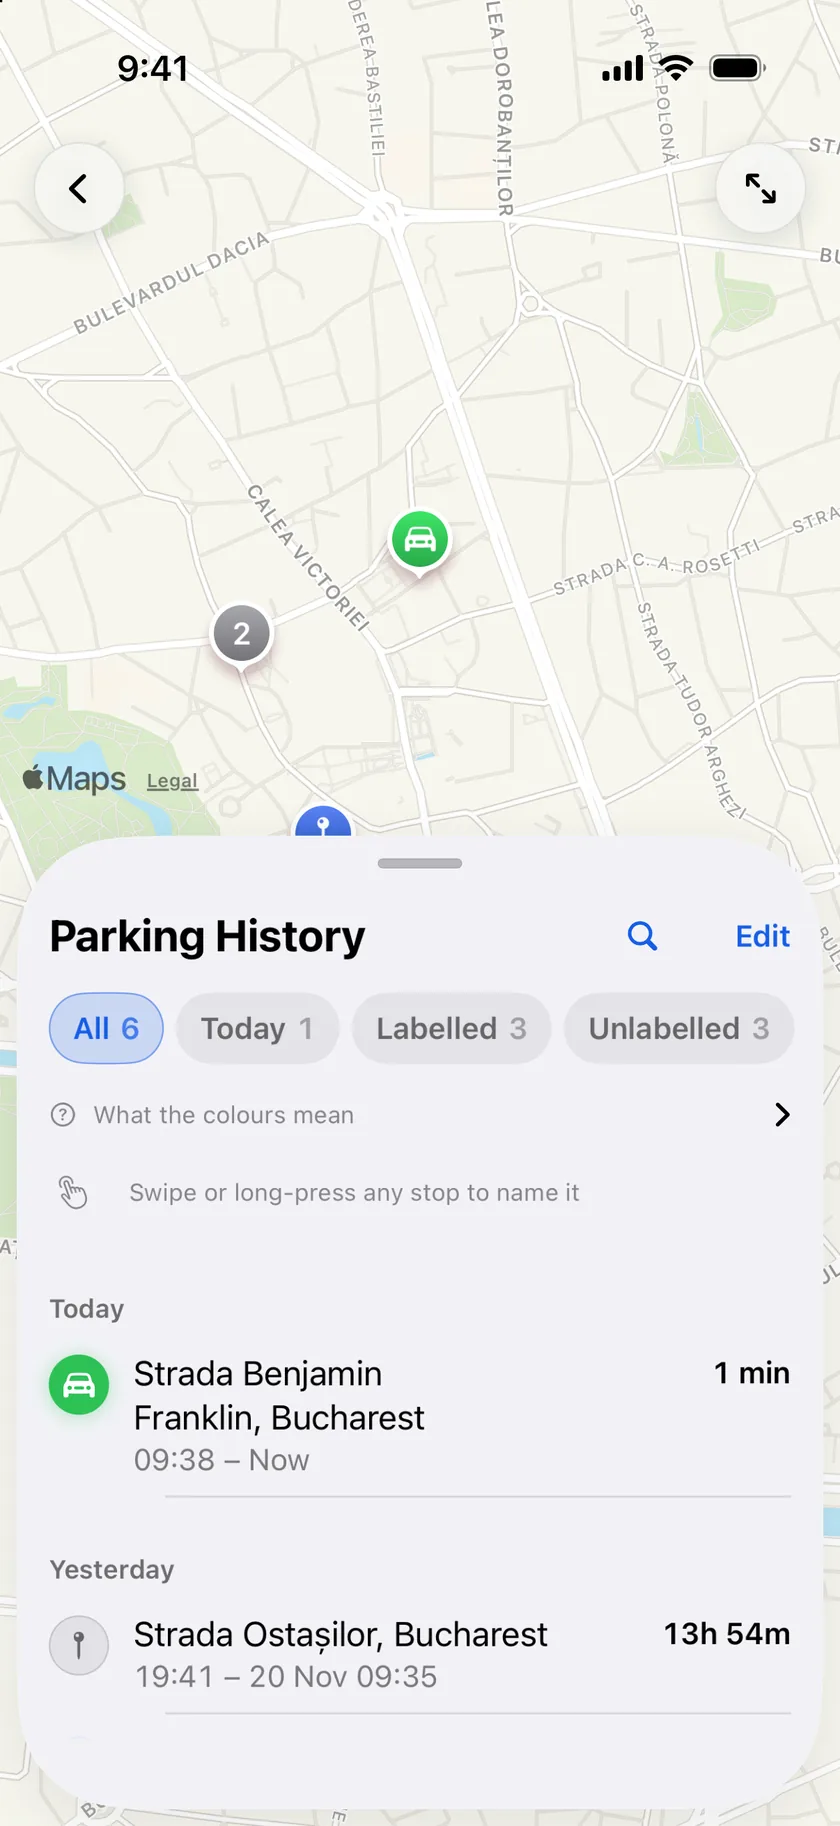 DEREA BASTILIEI
LEA DOROBANȚILOR
STRADA POLONĂ
9:41
BULEVARDUL DACIA
CALEA VICTORIEI
STRADA C. A. ROSETTI
STRADA TUDOR ARGHEZI
2
Maps Legal
Parking History
Edit
All 6 Today 1 Labelled 3 Unlabelled 3
What the colours mean
Swipe or long-press any stop to name it
Today
Strada Benjamin
Franklin, Bucharest
1 min
09:38 – Now
Yesterday
Strada Ostașilor, Bucharest
13h 54m
19:41 – 20 Nov 09:35